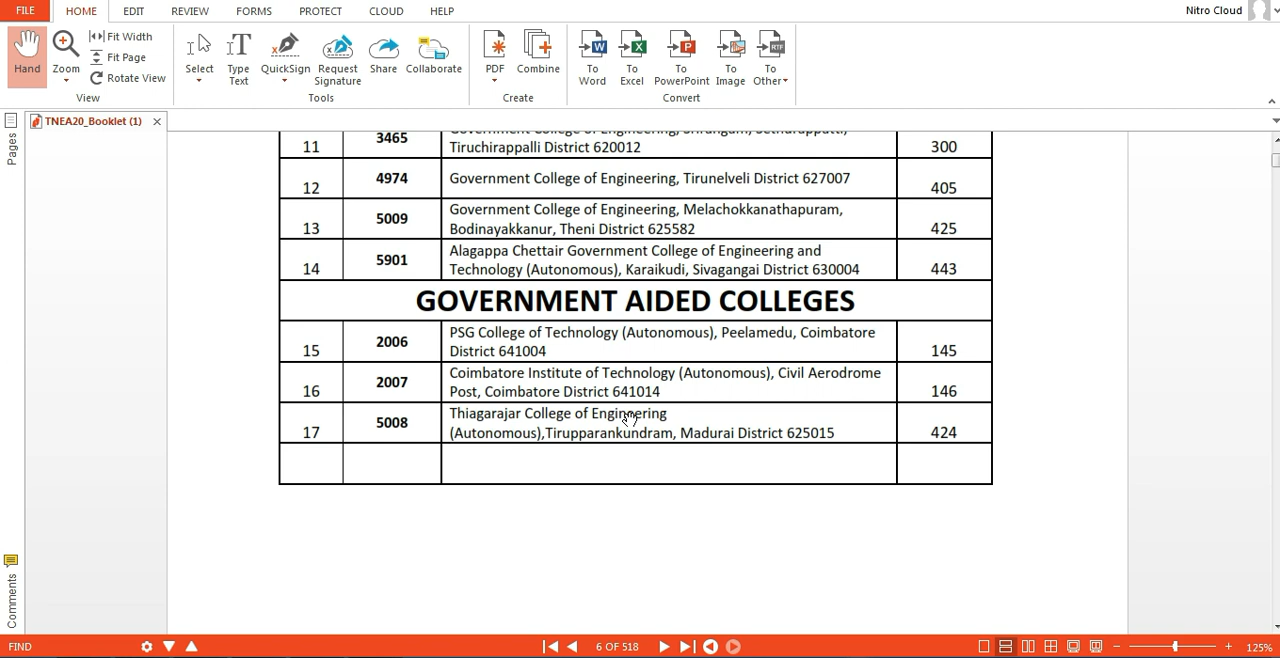 FILE HOME EDIT REVIEW FORMS PROTECT CLOUD HELP Nitro Cloud
Hand
Zoom
Fit Width
Fit Page
Rotate View
View
Select
Type Text
QuickSign
Request Signature
Share
Collaborate
Tools
PDF
Combine
Create
To Word
To Excel
To PowerPoint
To Image
To Other
Convert
TNEA20_Booklet (1)
Pages
Comments
11 3465 Government College of Engineering, Srirangam, Sethurappatti,
Tiruchirappalli District 620012 300
12 4974 Government College of Engineering, Tirunelveli District 627007 405
13 5009 Government College of Engineering, Melachokkanathapuram,
Bodinayakkanur, Theni District 625582 425
14 5901 Alagappa Chettair Government College of Engineering and
Technology (Autonomous), Karaikudi, Sivagangai District 630004 443
GOVERNMENT AIDED COLLEGES
15 2006 PSG College of Technology (Autonomous), Peelamedu, Coimbatore
District 641004 145
16 2007 Coimbatore Institute of Technology (Autonomous), Civil Aerodrome
Post, Coimbatore District 641014 146
17 5008 Thiagarajar College of Engineering
(Autonomous),Tirupparankundram, Madurai District 625015 424
FIND 6 OF 518 125%